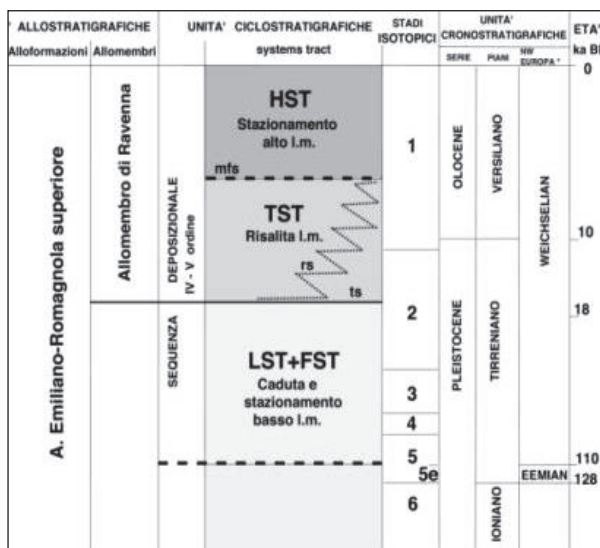 ' ALLOSTRATIGRAFICHE
Alloformazioni
Allomembri
UNITA' CICLOSTRATIGRAFICHE
systems tract
STADI
ISOTOPICI
UNITA'
CRONOSTRATIGRAFICHE
SERIE
PIANI
NW
EUROPA *
ETA'
ka BP
A. Emiliano-Romagnola superiore
Allomembro di Ravenna
SEQUENZA DEPOSIZIONALE
IV - V ordine
HST
Stazionamento
alto l.m.
mfs
TST
Risalita l.m.
rs
ts
LST+FST
Caduta e
stazionamento
basso l.m.
1
2
3
4
5
5e
6
OLOCENE
PLEISTOCENE
VERSILIANO
TIRRENIANO
IONIANO
WEICHSELIAN
EEMIAN
0
10
18
110
128